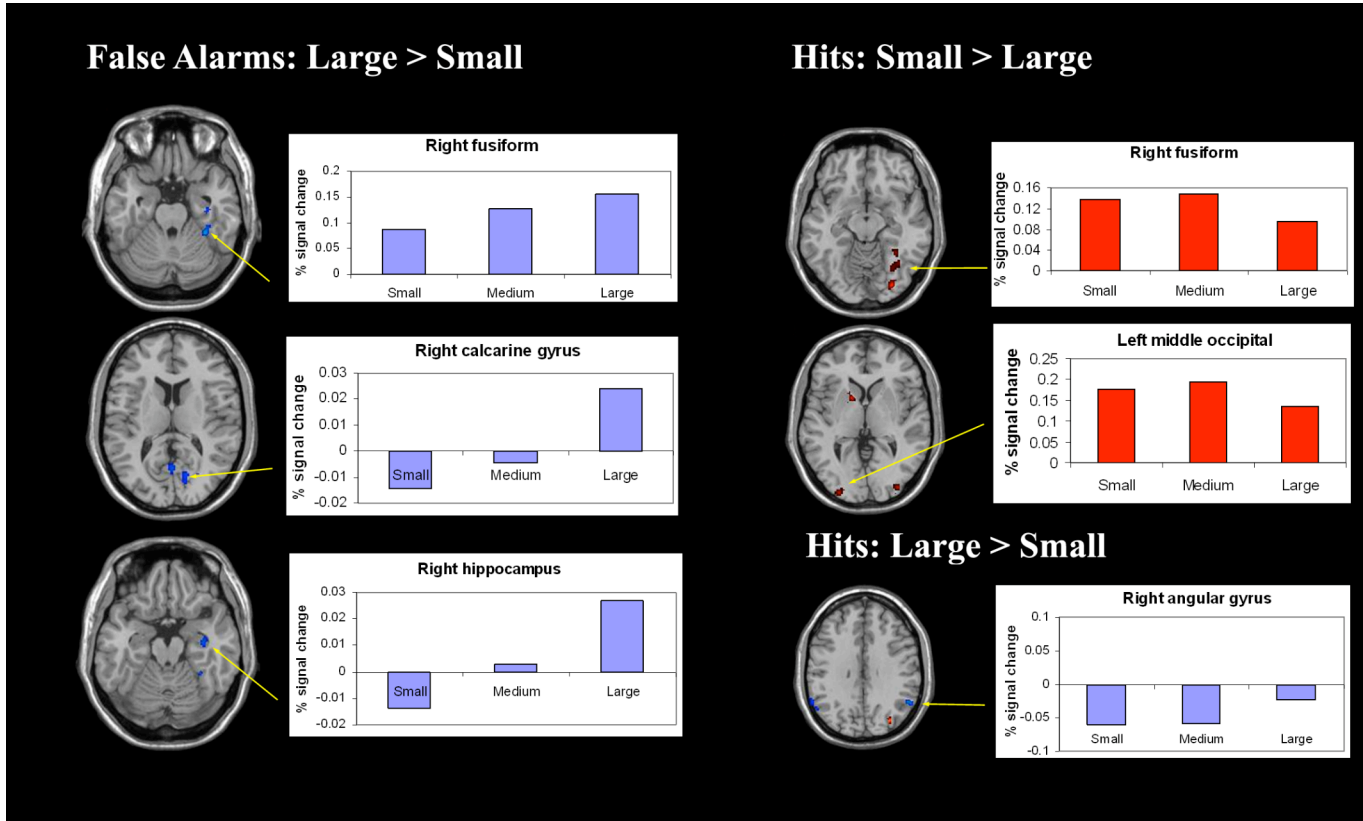 False Alarms: Large > Small
Right fusiform
% signal change
0.2
0.15
0.1
0.05
0
Small Medium Large
Right calcarine gyrus
% signal change
0.03
0.02
0.01
0
-0.01
-0.02
Small Medium Large
Right hippocampus
% signal change
0.03
0.02
0.01
0
-0.01
-0.02
Small Medium Large
Hits: Small > Large
Right fusiform
% signal change
0.16
0.12
0.08
0.04
0
Small Medium Large
Left middle occipital
% signal change
0.25
0.2
0.15
0.1
0.05
0
Small Medium Large
Hits: Large > Small
Right angular gyrus
% signal change
0.1
0.05
0
-0.05
-0.1
Small Medium Large